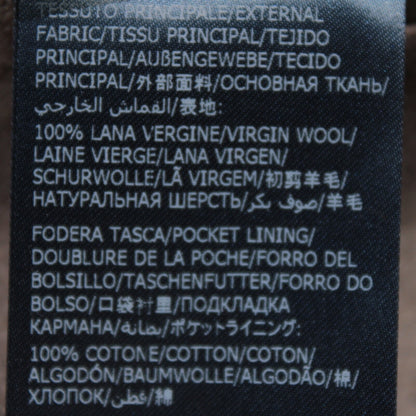 TESSUTO PRINCIPALE/EXTERNAL
FABRIC/TISSU PRINCIPAL/TEJIDO
PRINCIPAL/AUßENGEWEBE/TECIDO
PRINCIPAL/外部面料/ОСНОВНАЯ ТКАНЬ/
القماش الخارجي/表地:
100% LANA VERGINE/VIRGIN WOOL/
LAINE VIERGE/LANA VIRGEN/
SCHURWOLLE/LÃ VIRGEM/初剪羊毛/
НАТУРАЛЬНАЯ ШЕРСТЬ/صوف بكر/羊毛
FODERA TASCA/POCKET LINING/
DOUBLURE DE LA POCHE/FORRO DEL
BOLSILLO/TASCHENFUTTER/FORRO DO
BOLSO/口袋衬里/ПОДКЛАДКА
КАРМАНА/بطانة/ポケットライニング:
100% COTONE/COTTON/COTON/
ALGODÓN/BAUMWOLLE/ALGODÃO/棉/
ХЛОПОК/قطن/綿